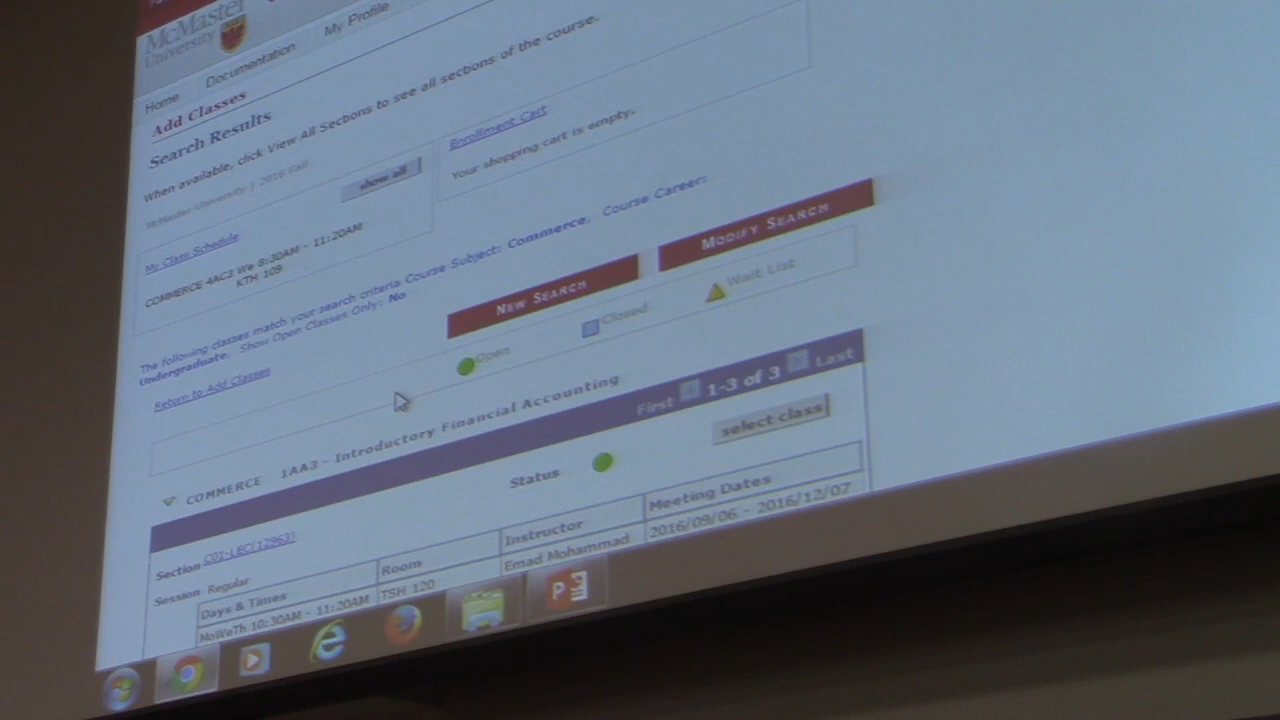 McMaster
University
Home
Documentation
My Profile
Add Classes
Search Results
When available, click View All Sections to see all sections of the course.
McMaster University | 2016 Fall
show all
My Class Schedule
COMMERCE 4AC3 We 8:30AM - 11:20AM
KTH 109
Enrollment Cart
Your shopping cart is empty.
The following classes match your search criteria Course Subject: Commerce, Course Career:
Undergraduate, Show Open Classes Only: No
Return to Add Classes
New Search
Modify Search
Open
Closed
Wait List
COMMERCE 1AA3 - Introductory Financial Accounting
First
1-3 of 3
Last
Section C01-LEC(12963)
Status
select class
Session Regular
Days & Times
Room
Instructor
Meeting Dates
MoWeTh 10:30AM - 11:20AM
TSH 120
Emad Mohammad
2016/09/06 - 2016/12/07